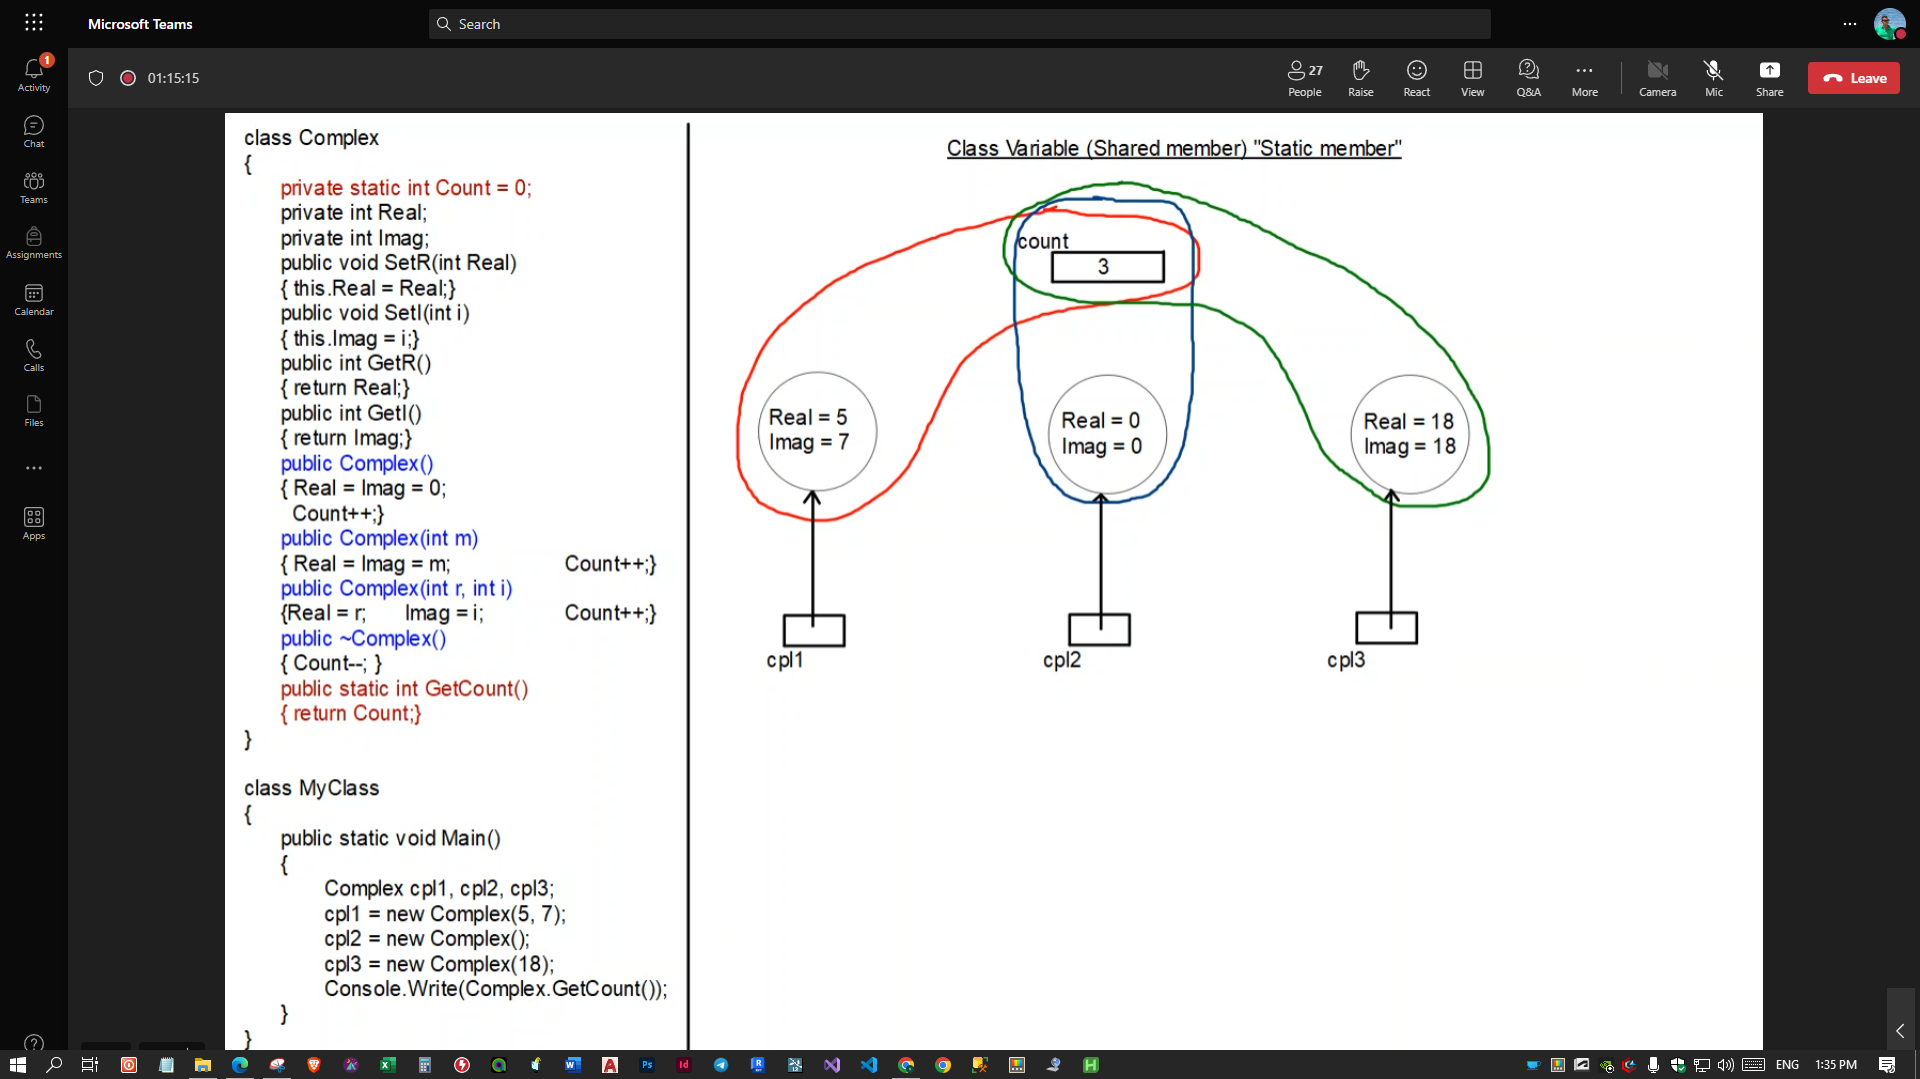 Microsoft Teams
Search
1
Activity
Chat
Teams
Assignments
Calendar
Calls
Files
Apps
01:15:15
27
People
Raise
React
View
Q&A
More
Camera
Mic
Share
Leave
class Complex
{
private static int Count = 0;
private int Real;
private int Imag;
public void SetR(int Real)
{ this.Real = Real;}
public void SetI(int i)
{ this.Imag = i;}
public int GetR()
{ return Real;}
public int GetI()
{ return Imag;}
public Complex()
{ Real = Imag = 0;
Count++;}
public Complex(int m)
{ Real = Imag = m; Count++;}
public Complex(int r, int i)
{Real = r; Imag = i; Count++;}
public ~Complex()
{ Count--; }
public static int GetCount()
{ return Count;}
}
class MyClass
{
public static void Main()
{
Complex cpl1, cpl2, cpl3;
cpl1 = new Complex(5, 7);
cpl2 = new Complex();
cpl3 = new Complex(18);
Console.Write(Complex.GetCount());
}
}
Class Variable (Shared member) "Static member"
count
3
Real = 5
Imag = 7
Real = 0
Imag = 0
Real = 18
Imag = 18
cpl1
cpl2
cpl3
ENG
1:35 PM